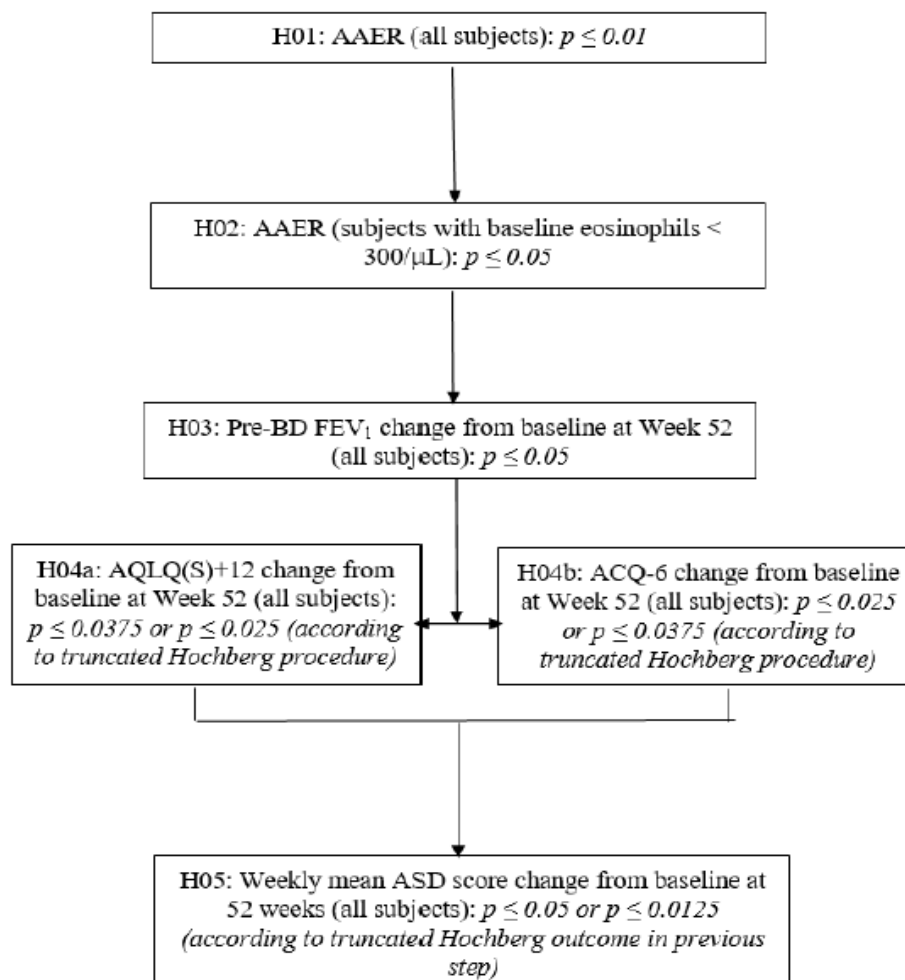 H01: AAER (all subjects): p ≤ 0.01
H02: AAER (subjects with baseline eosinophils <
300/μL): p ≤ 0.05
H03: Pre-BD FEV₁ change from baseline at Week 52
(all subjects): p ≤ 0.05
H04a: AQLQ(S)+12 change from
baseline at Week 52 (all subjects):
p ≤ 0.0375 or p ≤ 0.025 (according
to truncated Hochberg procedure)
H04b: ACQ-6 change from baseline
at Week 52 (all subjects): p ≤ 0.025
or p ≤ 0.0375 (according to
truncated Hochberg procedure)
H05: Weekly mean ASD score change from baseline at
52 weeks (all subjects): p ≤ 0.05 or p ≤ 0.0125
(according to truncated Hochberg outcome in previous
step)